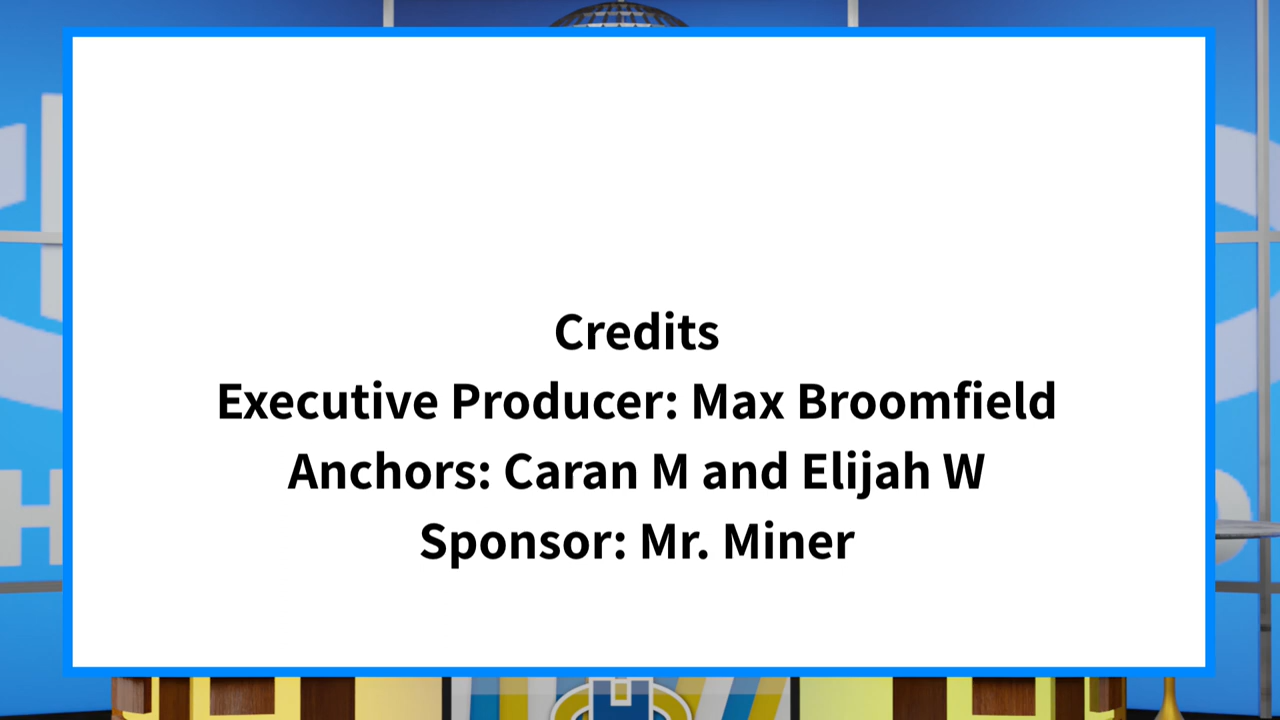 Credits
Executive Producer: Max Broomfield
Anchors: Caran M and Elijah W
Sponsor: Mr. Miner